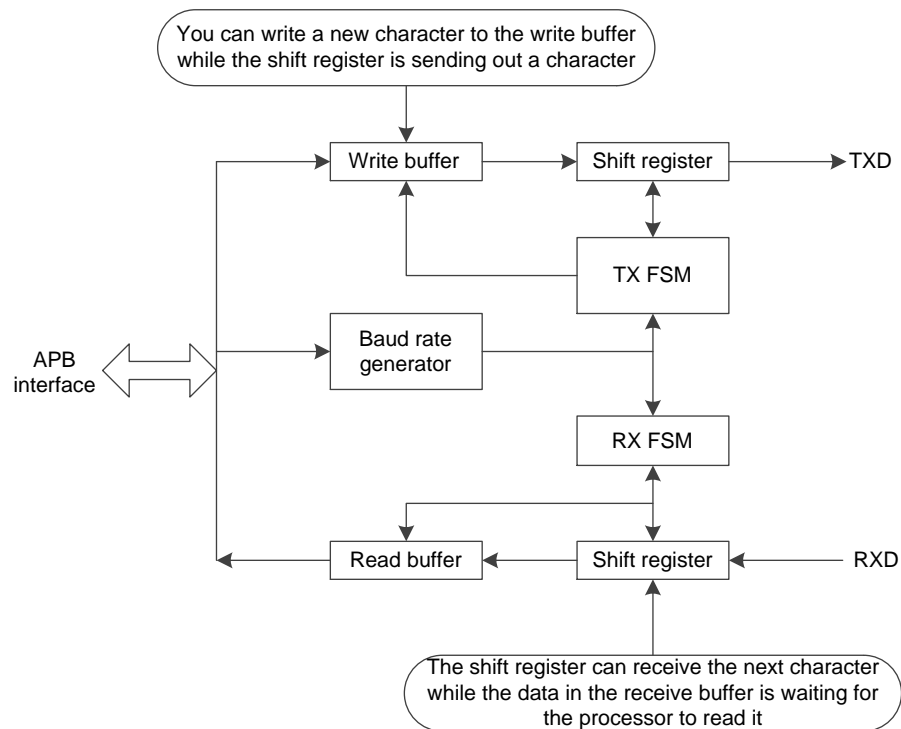 You can write a new character to the write buffer
while the shift register is sending out a character
Write buffer
Shift register
TXD
TX FSM
Baud rate
generator
APB
interface
RX FSM
Read buffer
Shift register
RXD
The shift register can receive the next character
while the data in the receive buffer is waiting for
the processor to read it